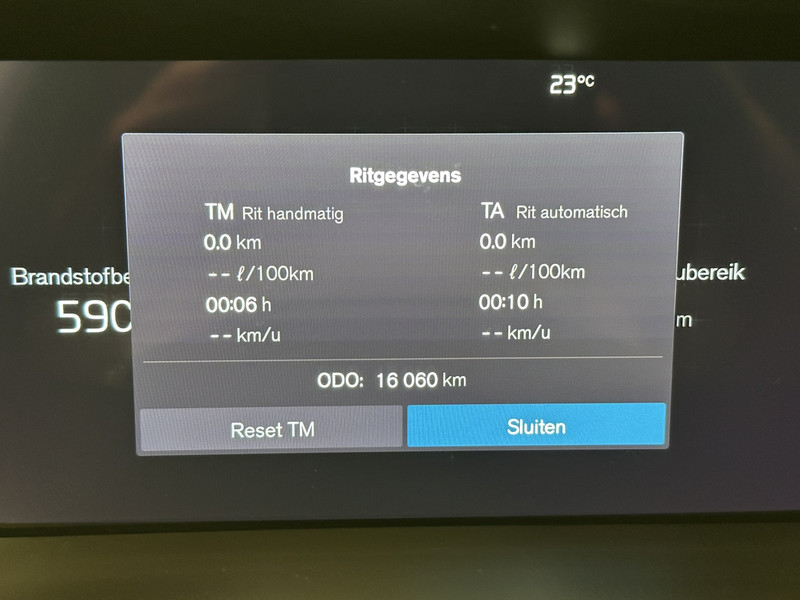 23°C
Ritgegevens
TM Rit handmatig
0.0 km
-- ℓ/100km
00:06 h
-- km/u
TA Rit automatisch
0.0 km
-- ℓ/100km
00:10 h
-- km/u
ODO: 16 060 km
Reset TM
Sluiten
Brandstofbe
590
ubereik
m